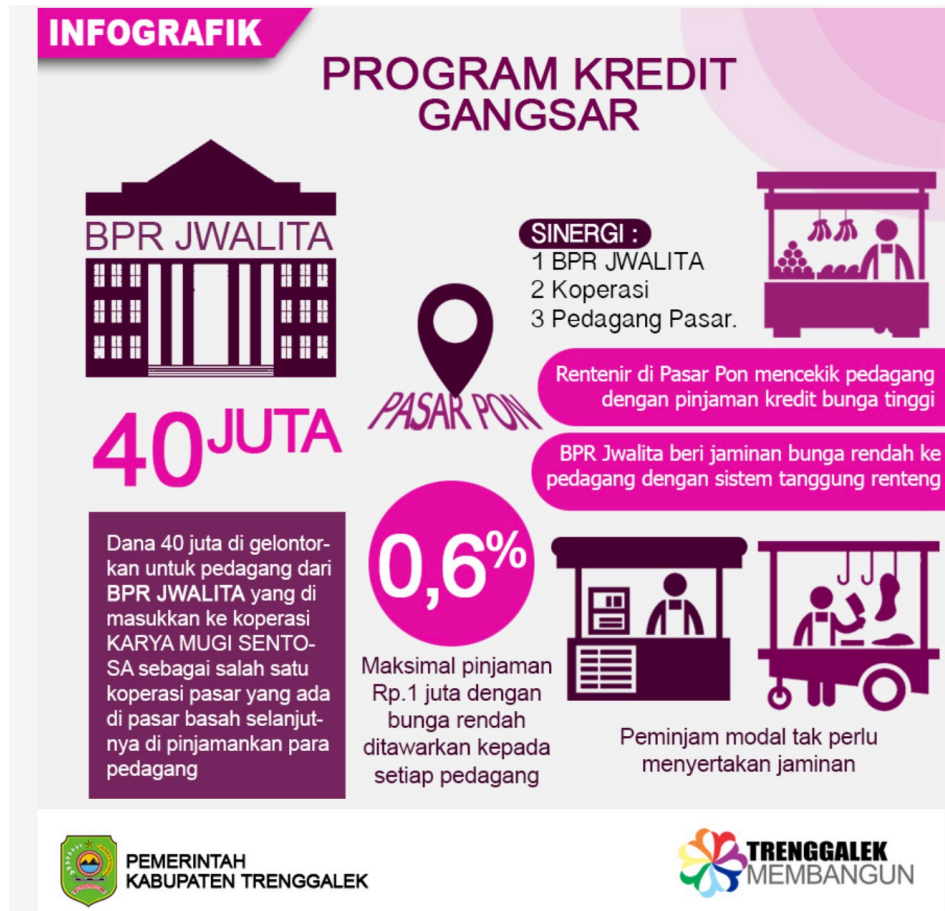 INFOGRAFIK
PROGRAM KREDIT
GANGSAR
BPR JWALITA
40 JUTA
Dana 40 juta di gelontor-
kan untuk pedagang dari
BPR JWALITA yang di
masukkan ke koperasi
KARYA MUGI SENTO-
SA sebagai salah satu
koperasi pasar yang ada
di pasar basah selanjut-
nya di pinjamankan para
pedagang
SINERGI :
1 BPR JWALITA
2 Koperasi
3 Pedagang Pasar.
PASAR PON
Rentenir di Pasar Pon mencekik pedagang
dengan pinjaman kredit bunga tinggi
BPR Jwalita beri jaminan bunga rendah ke
pedagang dengan sistem tanggung renteng
0,6%
Maksimal pinjaman
Rp.1 juta dengan
bunga rendah
ditawarkan kepada
setiap pedagang
Peminjam modal tak perlu
menyertakan jaminan
PEMERINTAH
KABUPATEN TRENGGALEK
TRENGGALEK
MEMBANGUN